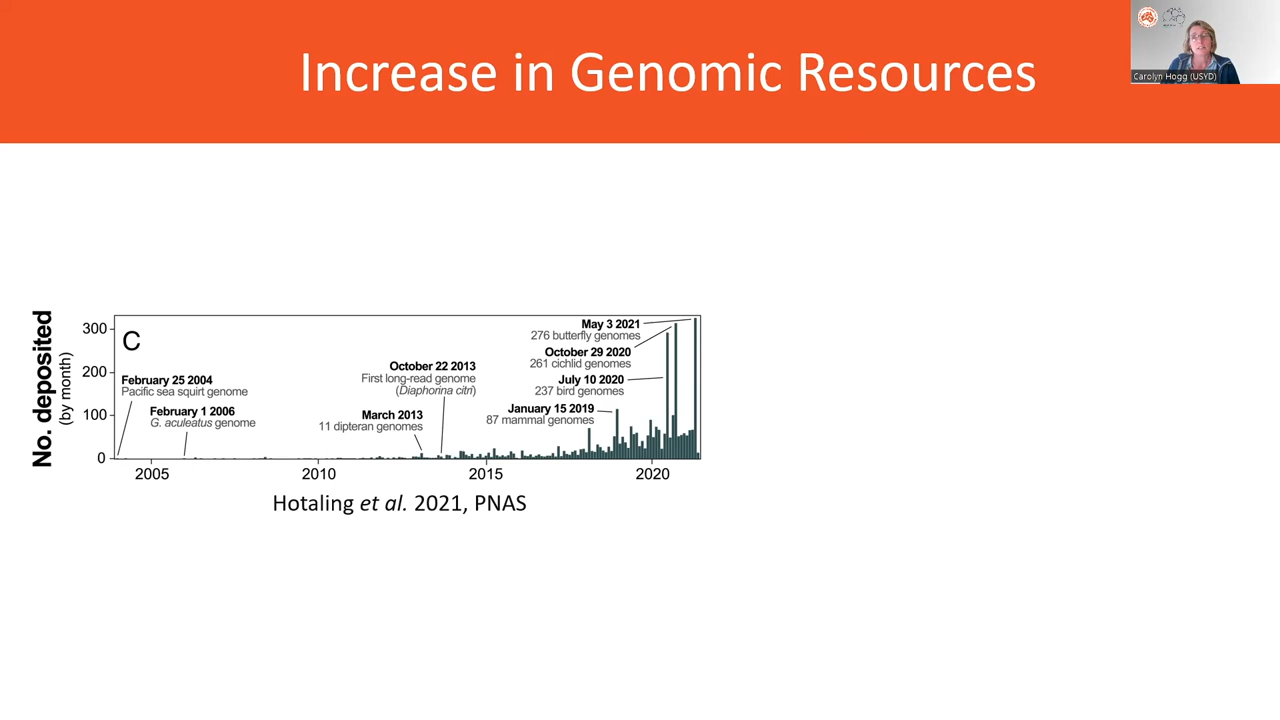 Increase in Genomic Resources
Carolyn Hogg (USYD)
No. deposited
(by month)
300
200
100
0
C
February 25 2004
Pacific sea squirt genome
February 1 2006
G. aculeatus genome
October 22 2013
First long-read genome
(Diaphorina citri)
March 2013
11 dipteran genomes
May 3 2021
276 butterfly genomes
October 29 2020
261 cichlid genomes
July 10 2020
237 bird genomes
January 15 2019
87 mammal genomes
2005
2010
2015
2020
Hotaling et al. 2021, PNAS